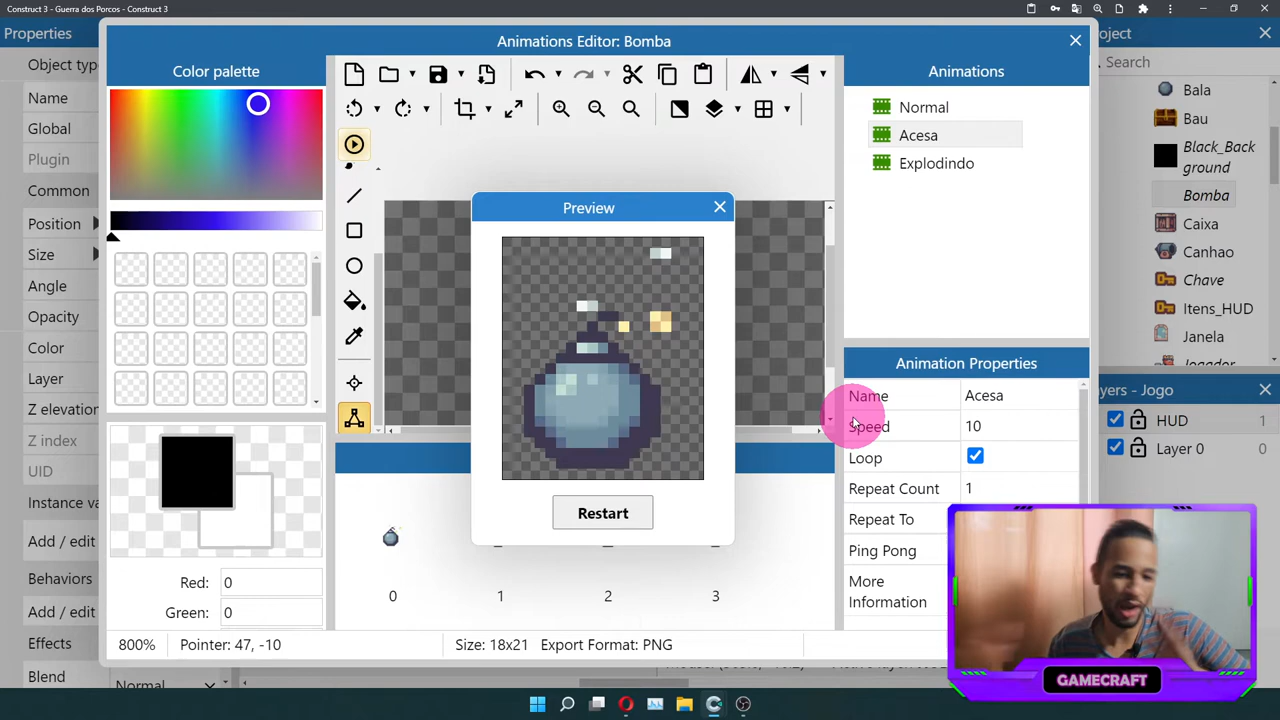 Construct 3 - Guerra dos Porcos
Properties
Object type
Name
Global
Plugin
Common
Position
Size
Angle
Opacity
Color
Layer
Z elevation
Z index
UID
Instance va
Add / edit
Behaviors
Add / edit
Effects
Blend
Normal
Animations Editor: Bomba
Color palette
Red: 0
Green: 0
800% Pointer: 47, -10 Size: 18x21 Export Format: PNG
Preview
Restart
0 1 2 3
Animations
Normal
Acesa
Explodindo
Animation Properties
Name Acesa
Speed 10
Loop
Repeat Count 1
Repeat To
Ping Pong
More
Information
oject
Search
Bala
Bau
Black_Back
ground
Bomba
Caixa
Canhao
Chave
Itens_HUD
Janela
yers - Jogo
HUD 1
Layer 0 0
GAMECRAFT